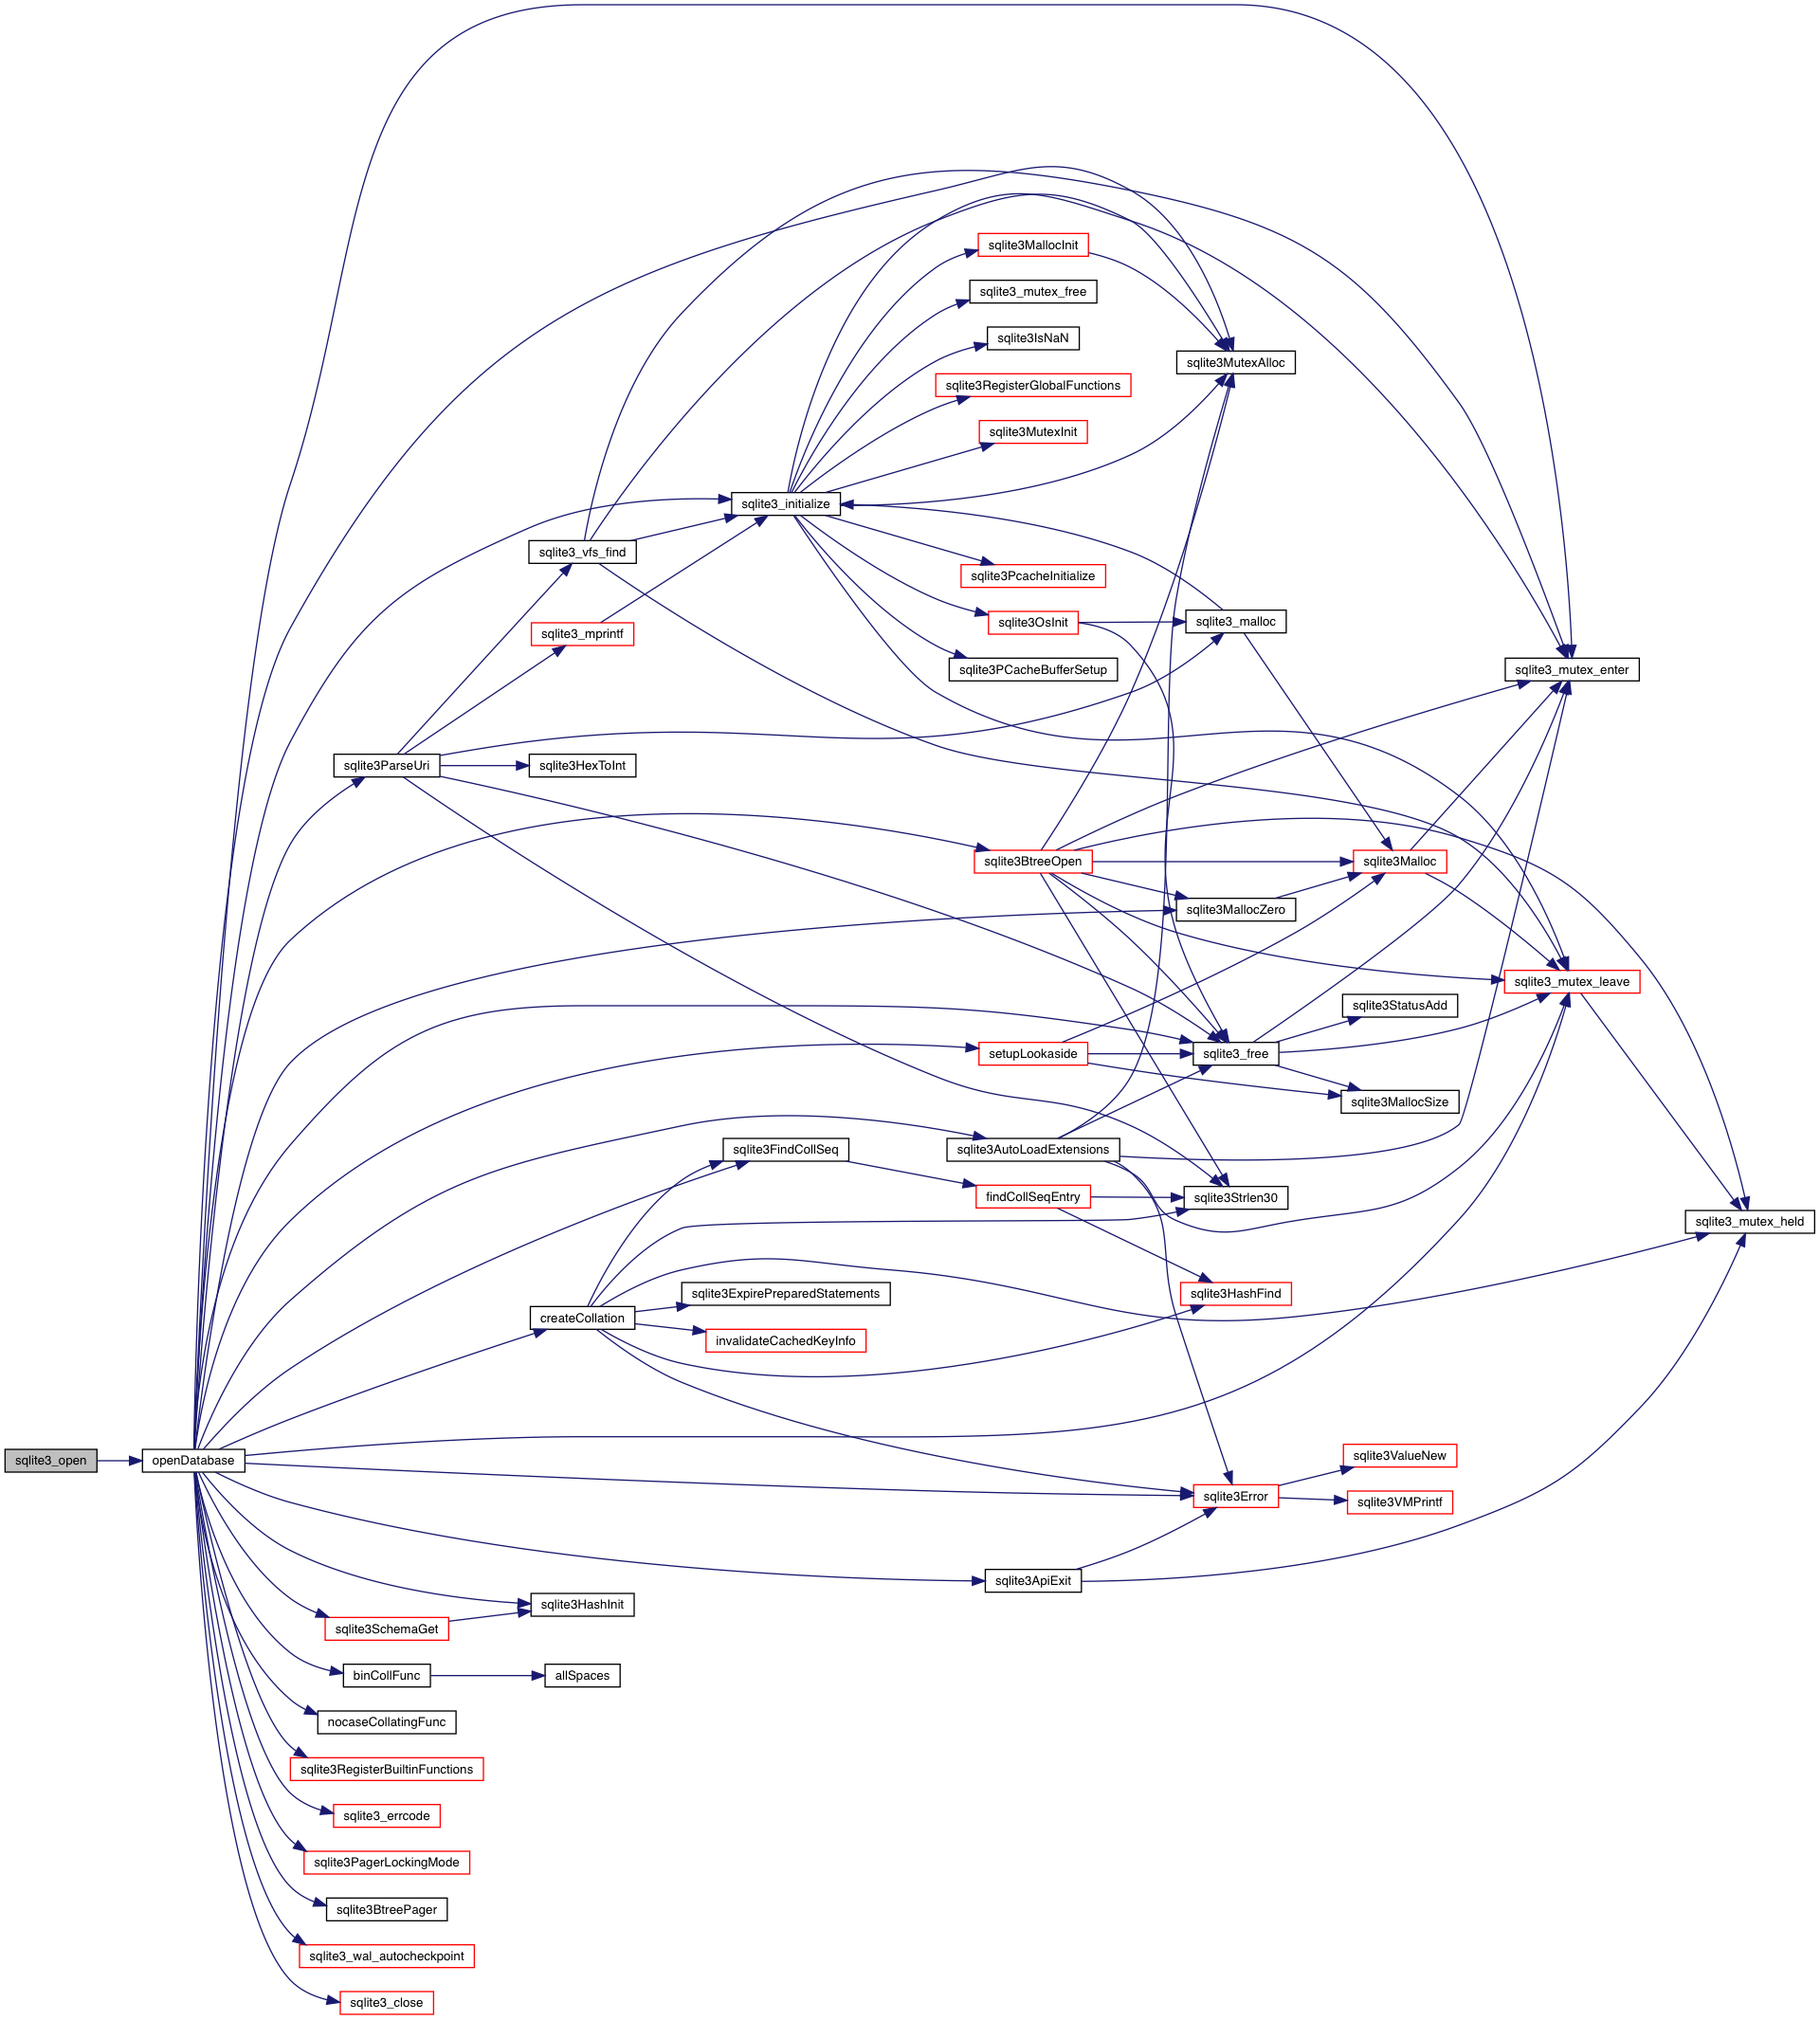 sqlite3MallocInit
sqlite3_mutex_free
sqlite3IsNaN
sqlite3MutexAlloc
sqlite3RegisterGlobalFunctions
sqlite3MutexInit
sqlite3_initialize
sqlite3_vfs_find
sqlite3PcacheInitialize
sqlite3OsInit
sqlite3_malloc
sqlite3_mprintf
sqlite3PCacheBufferSetup
sqlite3_mutex_enter
sqlite3ParseUri
sqlite3HexToInt
sqlite3BtreeOpen
sqlite3Malloc
sqlite3MallocZero
sqlite3_mutex_leave
sqlite3StatusAdd
setupLookaside
sqlite3_free
sqlite3MallocSize
sqlite3FindCollSeq
sqlite3AutoLoadExtensions
findCollSeqEntry
sqlite3Strlen30
sqlite3_mutex_held
sqlite3ExpirePreparedStatements
sqlite3HashFind
createCollation
invalidateCachedKeyInfo
sqlite3_open
openDatabase
sqlite3ValueNew
sqlite3Error
sqlite3VMPrintf
sqlite3ApiExit
sqlite3HashInit
sqlite3SchemaGet
binCollFunc
allSpaces
nocaseCollatingFunc
sqlite3RegisterBuiltinFunctions
sqlite3_errcode
sqlite3PagerLockingMode
sqlite3BtreePager
sqlite3_wal_autocheckpoint
sqlite3_close